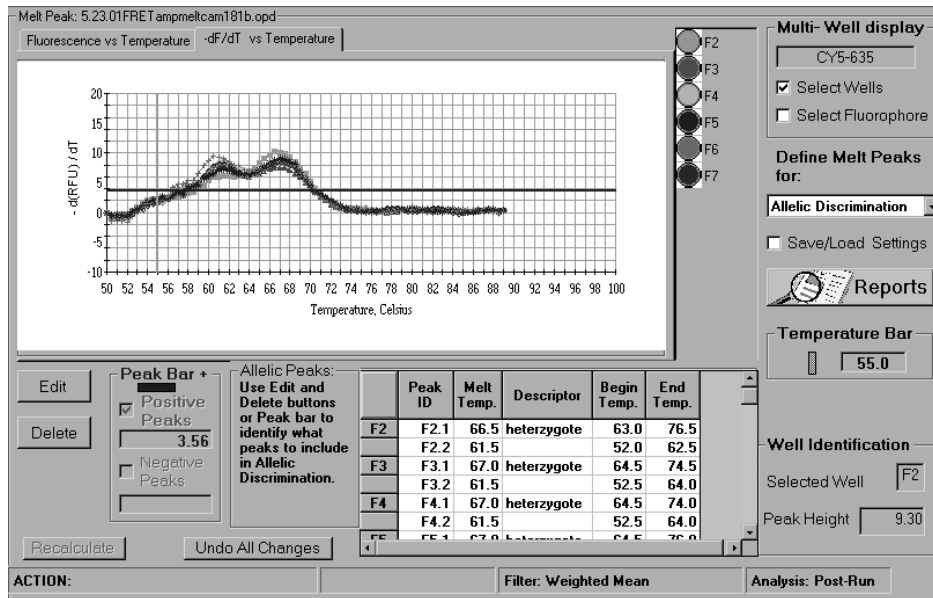 Melt Peak: 5.23.01FRETampmeltcam181b.opd
Fluorescence vs Temperature
-dF/dT vs Temperature
- d(RFU) / dT
20
15
10
5
0
-5
-10
50 52 54 56 58 60 62 64 66 68 70 72 74 76 78 80 82 84 86 88 90 92 94 96 98 100
Temperature, Celsius
F2
F3
F4
F5
F6
F7
Multi- Well display
CY5-635
Select Wells
Select Fluorophore
Define Melt Peaks
for:
Allelic Discrimination
Save/Load Settings
Reports
Temperature Bar
55.0
Edit
Delete
Peak Bar +
Positive
Peaks
3.56
Negative
Peaks
Allelic Peaks:
Use Edit and
Delete buttons
or Peak bar to
identify what
peaks to include
in Allelic
Discrimination.
Peak ID Melt Temp. Descriptor Begin Temp. End Temp.
F2 F2.1 66.5 heterzygote 63.0 76.5
F2.2 61.5 52.0 62.5
F3 F3.1 67.0 heterzygote 64.5 74.5
F3.2 61.5 52.5 64.0
F4 F4.1 67.0 heterzygote 64.5 74.0
F4.2 61.5 52.5 64.0
F5 F5.1 67.0 heterzygote 64.5 76.0
Well Identification
Selected Well F2
Peak Height 9.30
Recalculate
Undo All Changes
ACTION:
Filter: Weighted Mean
Analysis: Post-Run